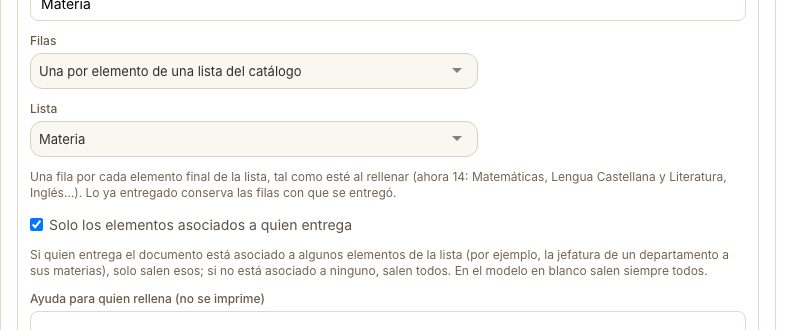 Materia
Filas
Una por elemento de una lista del catálogo
Lista
Materia
Una fila por cada elemento final de la lista, tal como esté al rellenar (ahora 14: Matemáticas, Lengua Castellana y Literatura,
Inglés...). Lo ya entregado conserva las filas con que se entregó.
Solo los elementos asociados a quien entrega
Si quien entrega el documento está asociado a algunos elementos de la lista (por ejemplo, la jefatura de un departamento a
sus materias), solo salen esos; si no está asociado a ninguno, salen todos. En el modelo en blanco salen siempre todos.
Ayuda para quien rellena (no se imprime)